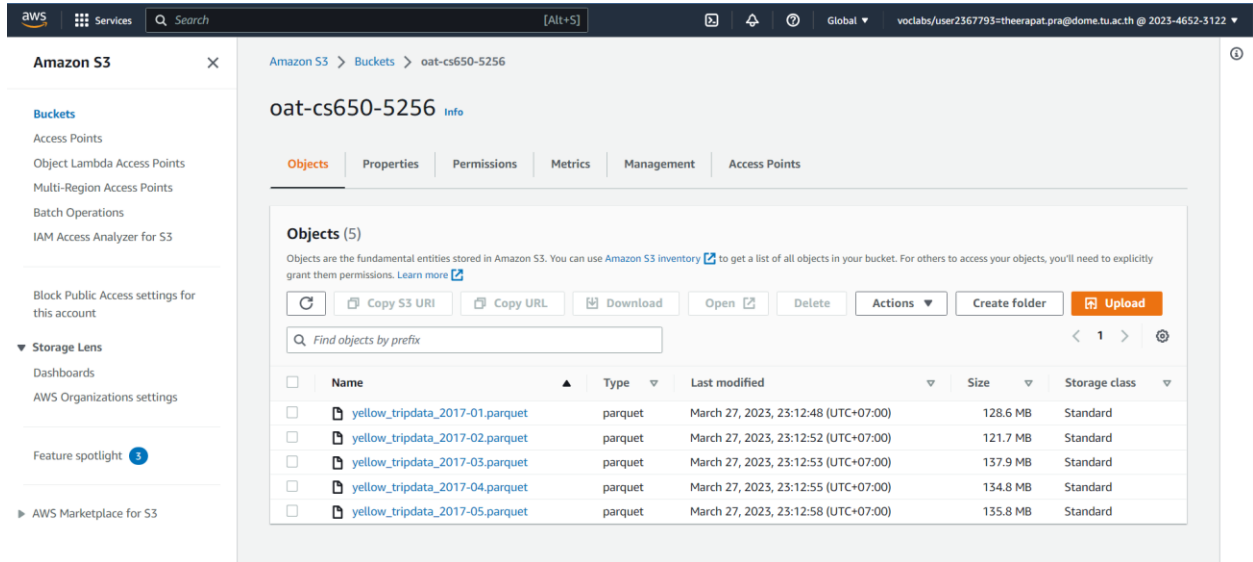 aws Services Search [Alt+S] Global ▼ voclabs/user2367793=theerapat.pra@dome.tu.ac.th @ 2023-4652-3122 ▼
Amazon S3
Buckets
Access Points
Object Lambda Access Points
Multi-Region Access Points
Batch Operations
IAM Access Analyzer for S3
Block Public Access settings for
this account
▼ Storage Lens
Dashboards
AWS Organizations settings
Feature spotlight 3
▶ AWS Marketplace for S3
Amazon S3 > Buckets > oat-cs650-5256
oat-cs650-5256 Info
Objects Properties Permissions Metrics Management Access Points
Objects (5)
Objects are the fundamental entities stored in Amazon S3. You can use Amazon S3 inventory to get a list of all objects in your bucket. For others to access your objects, you'll need to explicitly
grant them permissions. Learn more
Copy S3 URI Copy URL Download Open Delete Actions ▼ Create folder Upload
Find objects by prefix
< 1 >
Name ▲ Type Last modified Size Storage class
yellow_tripdata_2017-01.parquet parquet March 27, 2023, 23:12:48 (UTC+07:00) 128.6 MB Standard
yellow_tripdata_2017-02.parquet parquet March 27, 2023, 23:12:52 (UTC+07:00) 121.7 MB Standard
yellow_tripdata_2017-03.parquet parquet March 27, 2023, 23:12:53 (UTC+07:00) 137.9 MB Standard
yellow_tripdata_2017-04.parquet parquet March 27, 2023, 23:12:55 (UTC+07:00) 134.8 MB Standard
yellow_tripdata_2017-05.parquet parquet March 27, 2023, 23:12:58 (UTC+07:00) 135.8 MB Standard